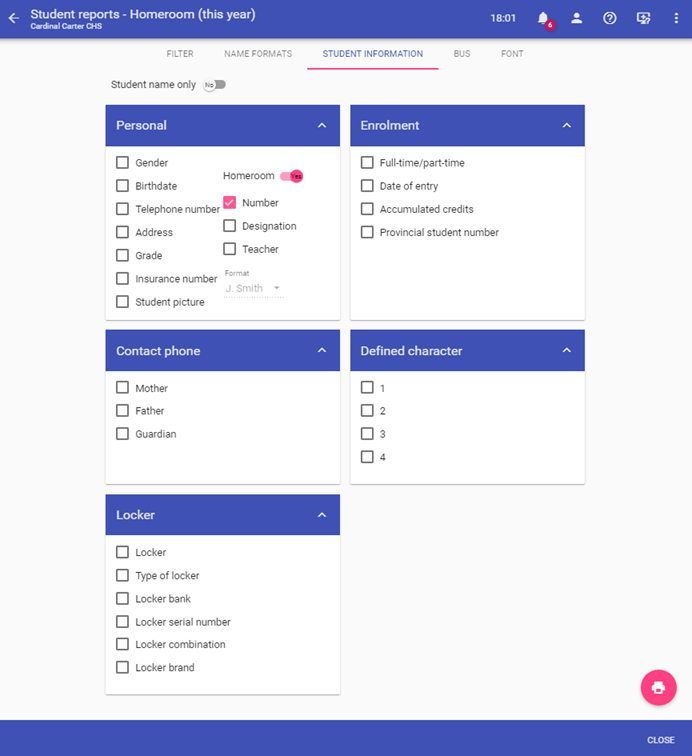 Student reports - Homeroom (this year)
Cardinal Carter CHS
18:01
6
FILTER
NAME FORMATS
STUDENT INFORMATION
BUS
FONT
Student name only No
Personal
Gender
Birthdate
Telephone number
Address
Grade
Insurance number
Student picture
Homeroom Yes
Number
Designation
Teacher
Format
J. Smith
Enrolment
Full-time/part-time
Date of entry
Accumulated credits
Provincial student number
Contact phone
Mother
Father
Guardian
Defined character
1
2
3
4
Locker
Locker
Type of locker
Locker bank
Locker serial number
Locker combination
Locker brand
CLOSE